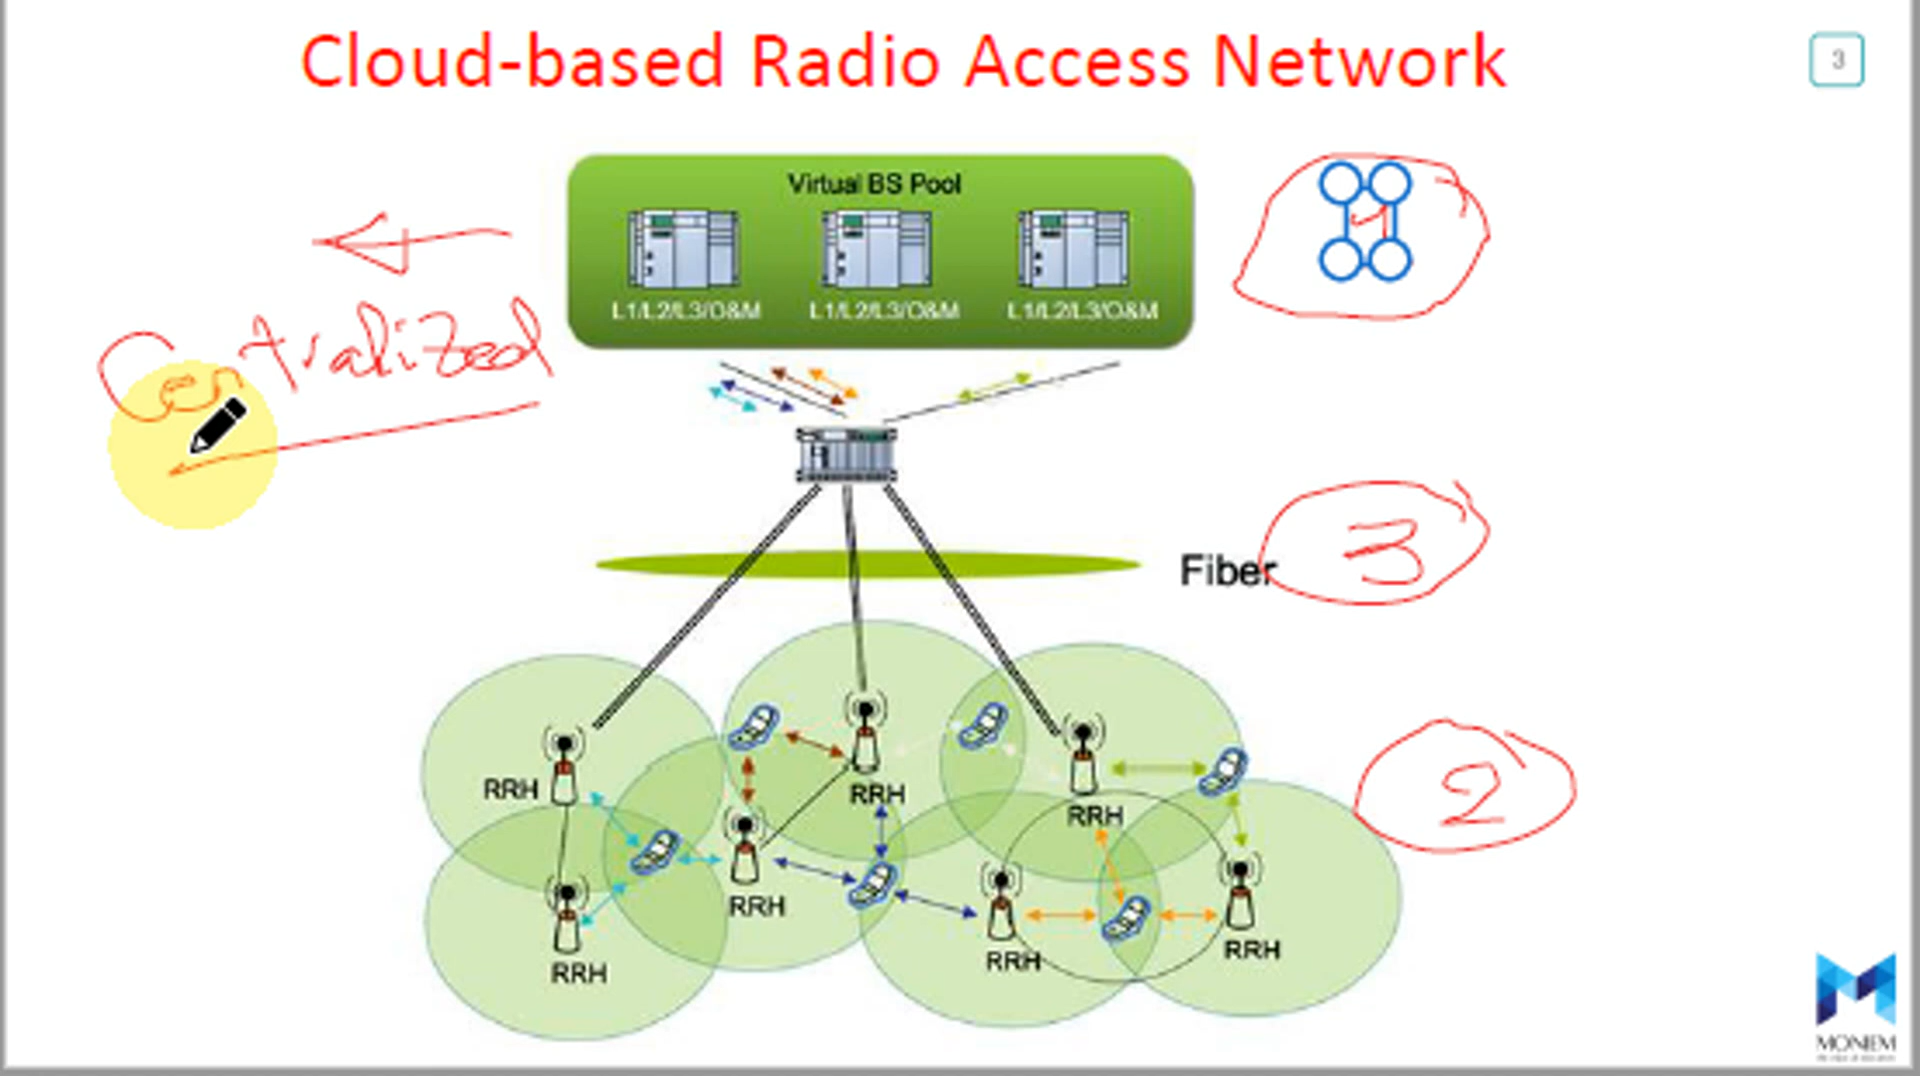 Cloud-based Radio Access Network
3
Virtual BS Pool
1
L1/L2/L3/O&M L1/L2/L3/O&M L1/L2/L3/O&M
Centralized
Fiber
3
2
RRH
RRH
RRH
RRH
RRH
RRH
RRH
MONIEM